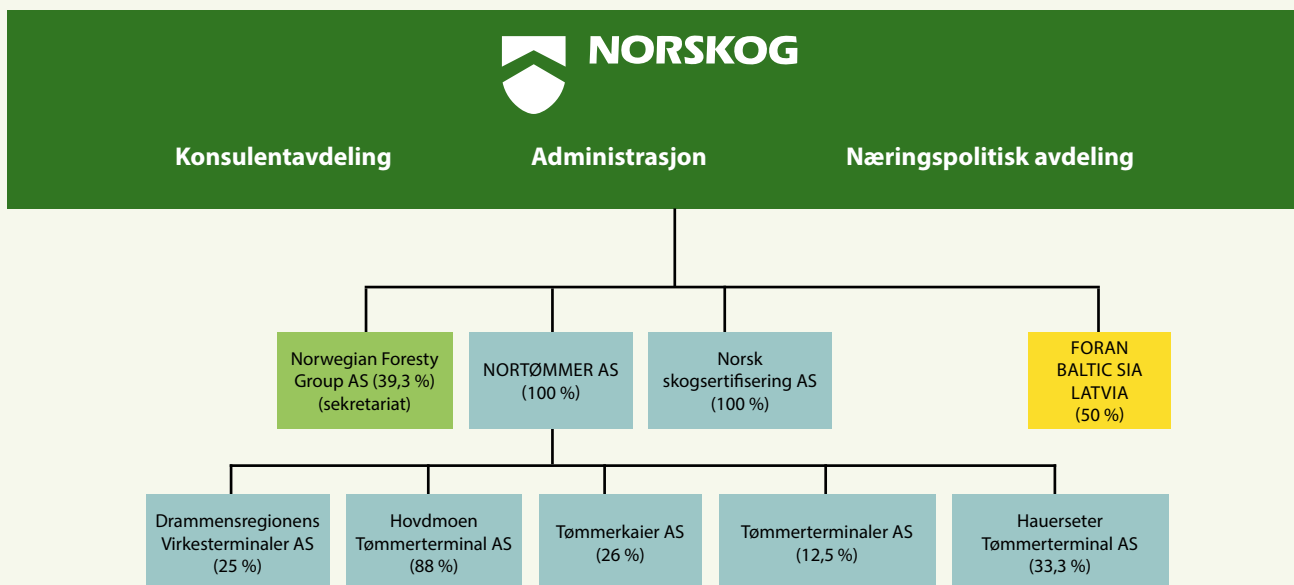 NORSKOG
Konsulentavdeling
Administrasjon
Næringspolitisk avdeling
Norwegian Foresty
Group AS (39,3 %)
(sekretariat)
NORTØMMER AS
(100 %)
Norsk
skogsertifisering AS
(100 %)
FORAN
BALTIC SIA
LATVIA
(50 %)
Drammensregionens
Virkesterminaler AS
(25 %)
Hovdmoen
Tømmerterminal AS
(88 %)
Tømmerkaier AS
(26 %)
Tømmerterminaler AS
(12,5 %)
Hauerseter
Tømmerterminal AS
(33,3 %)